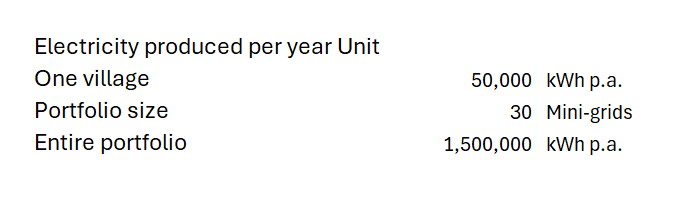 Electricity produced per year Unit
One village 50,000 kWh p.a.
Portfolio size 30 Mini-grids
Entire portfolio 1,500,000 kWh p.a.